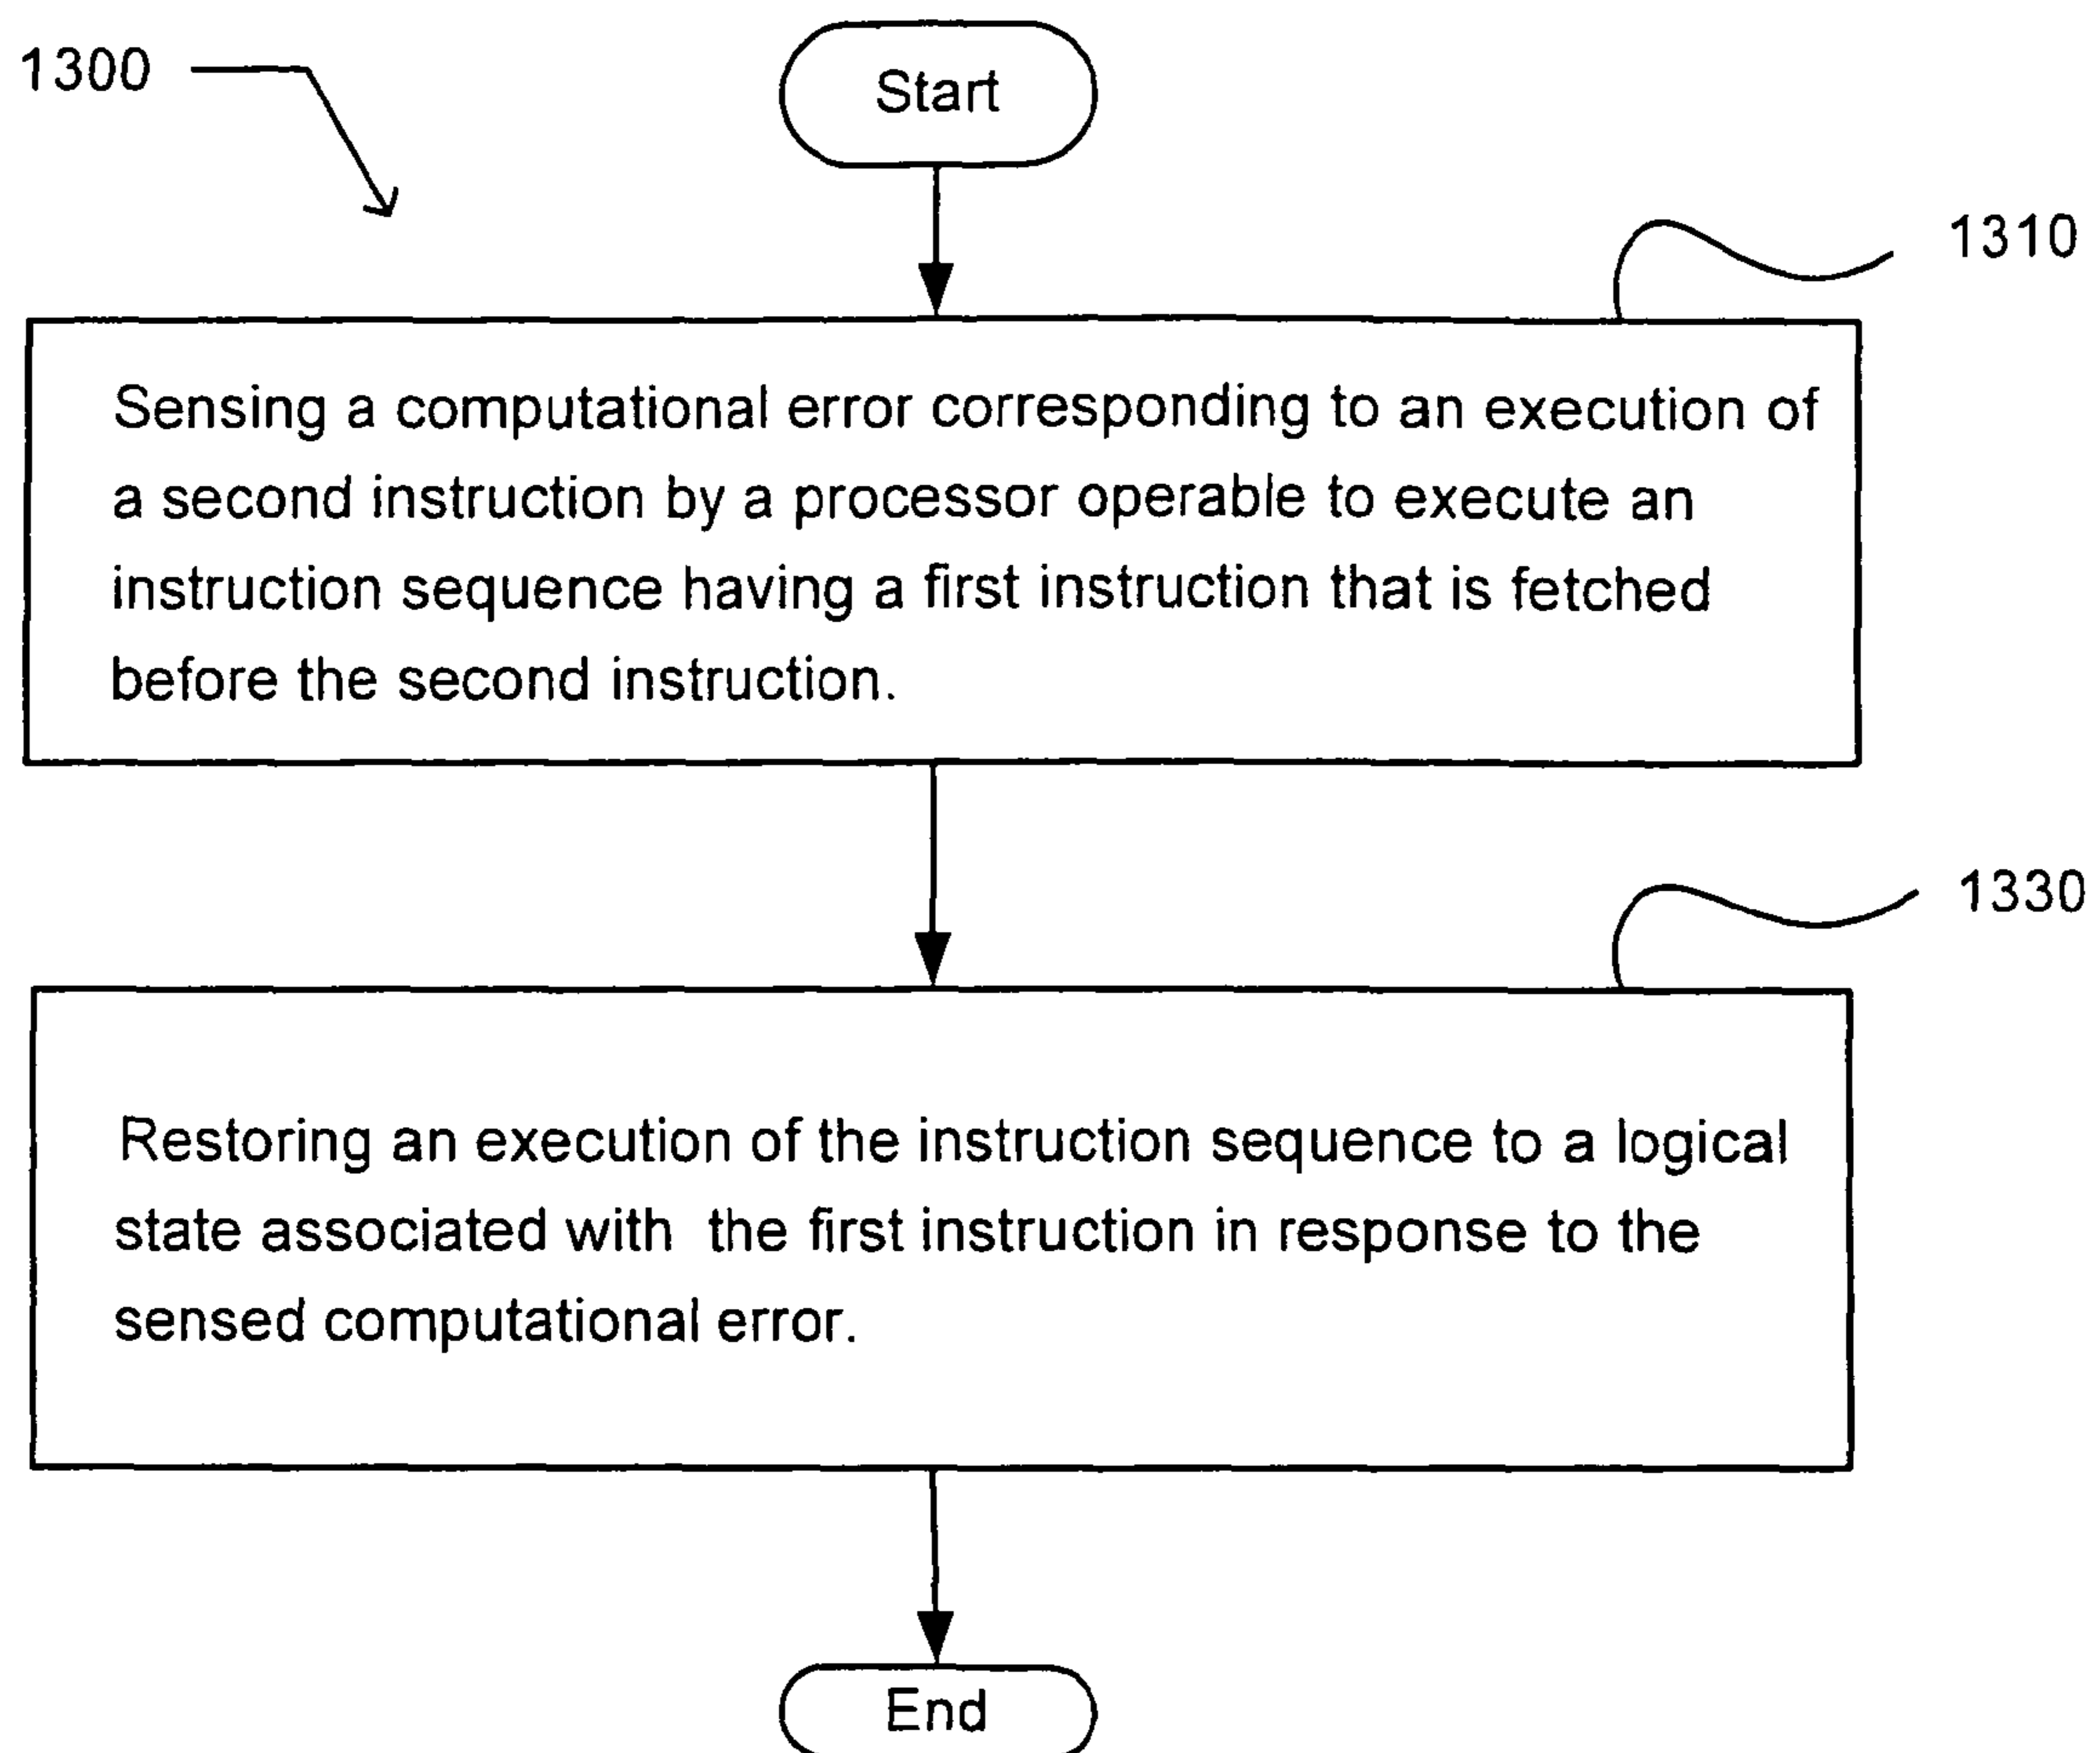 1300
Start
1310
Sensing a computational error corresponding to an execution of
a second instruction by a processor operable to execute an
instruction sequence having a first instruction that is fetched
before the second instruction.
1330
Restoring an execution of the instruction sequence to a logical
state associated with the first instruction in response to the
sensed computational error.
End